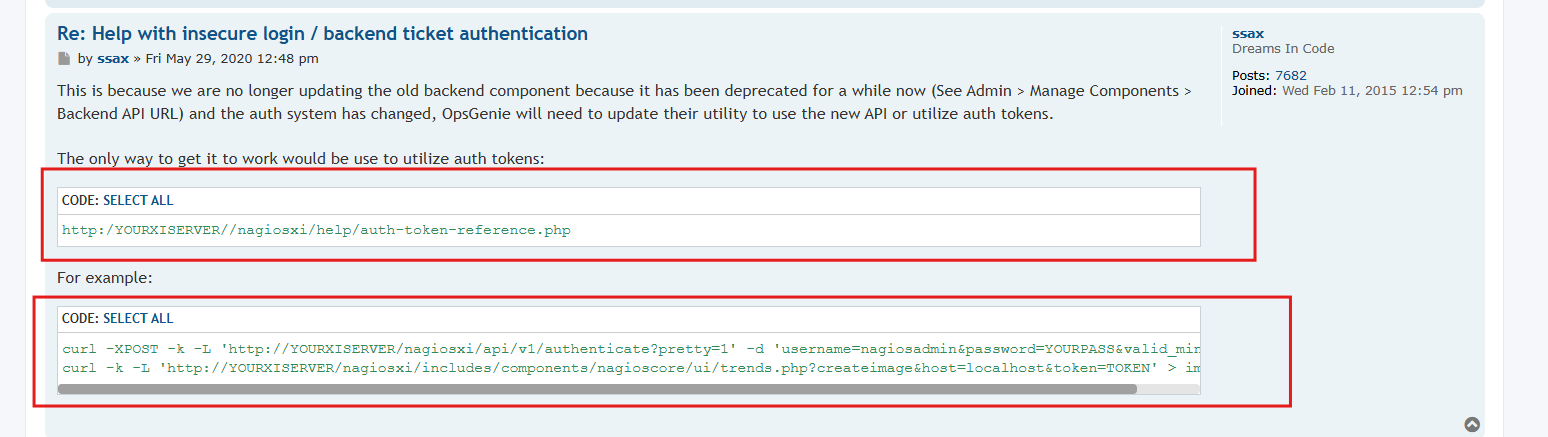 Re: Help with insecure login / backend ticket authentication
by ssax » Fri May 29, 2020 12:48 pm
This is because we are no longer updating the old backend component because it has been deprecated for a while now (See Admin > Manage Components >
Backend API URL) and the auth system has changed, OpsGenie will need to update their utility to use the new API or utilize auth tokens.
The only way to get it to work would be use to utilize auth tokens:
CODE: SELECT ALL
http:/YOURXISERVER//nagiosxi/help/auth-token-reference.php
For example:
CODE: SELECT ALL
curl -XPOST -k -L 'http://YOURXISERVER/nagiosxi/api/v1/authenticate?pretty=1' -d 'username=nagiosadmin&password=YOURPASS&valid_min
curl -k -L 'http://YOURXISERVER/nagiosxi/includes/components/nagioscore/ui/trends.php?createimage&host=localhost&token=TOKEN' > im
ssax
Dreams In Code
Posts: 7682
Joined: Wed Feb 11, 2015 12:54 pm